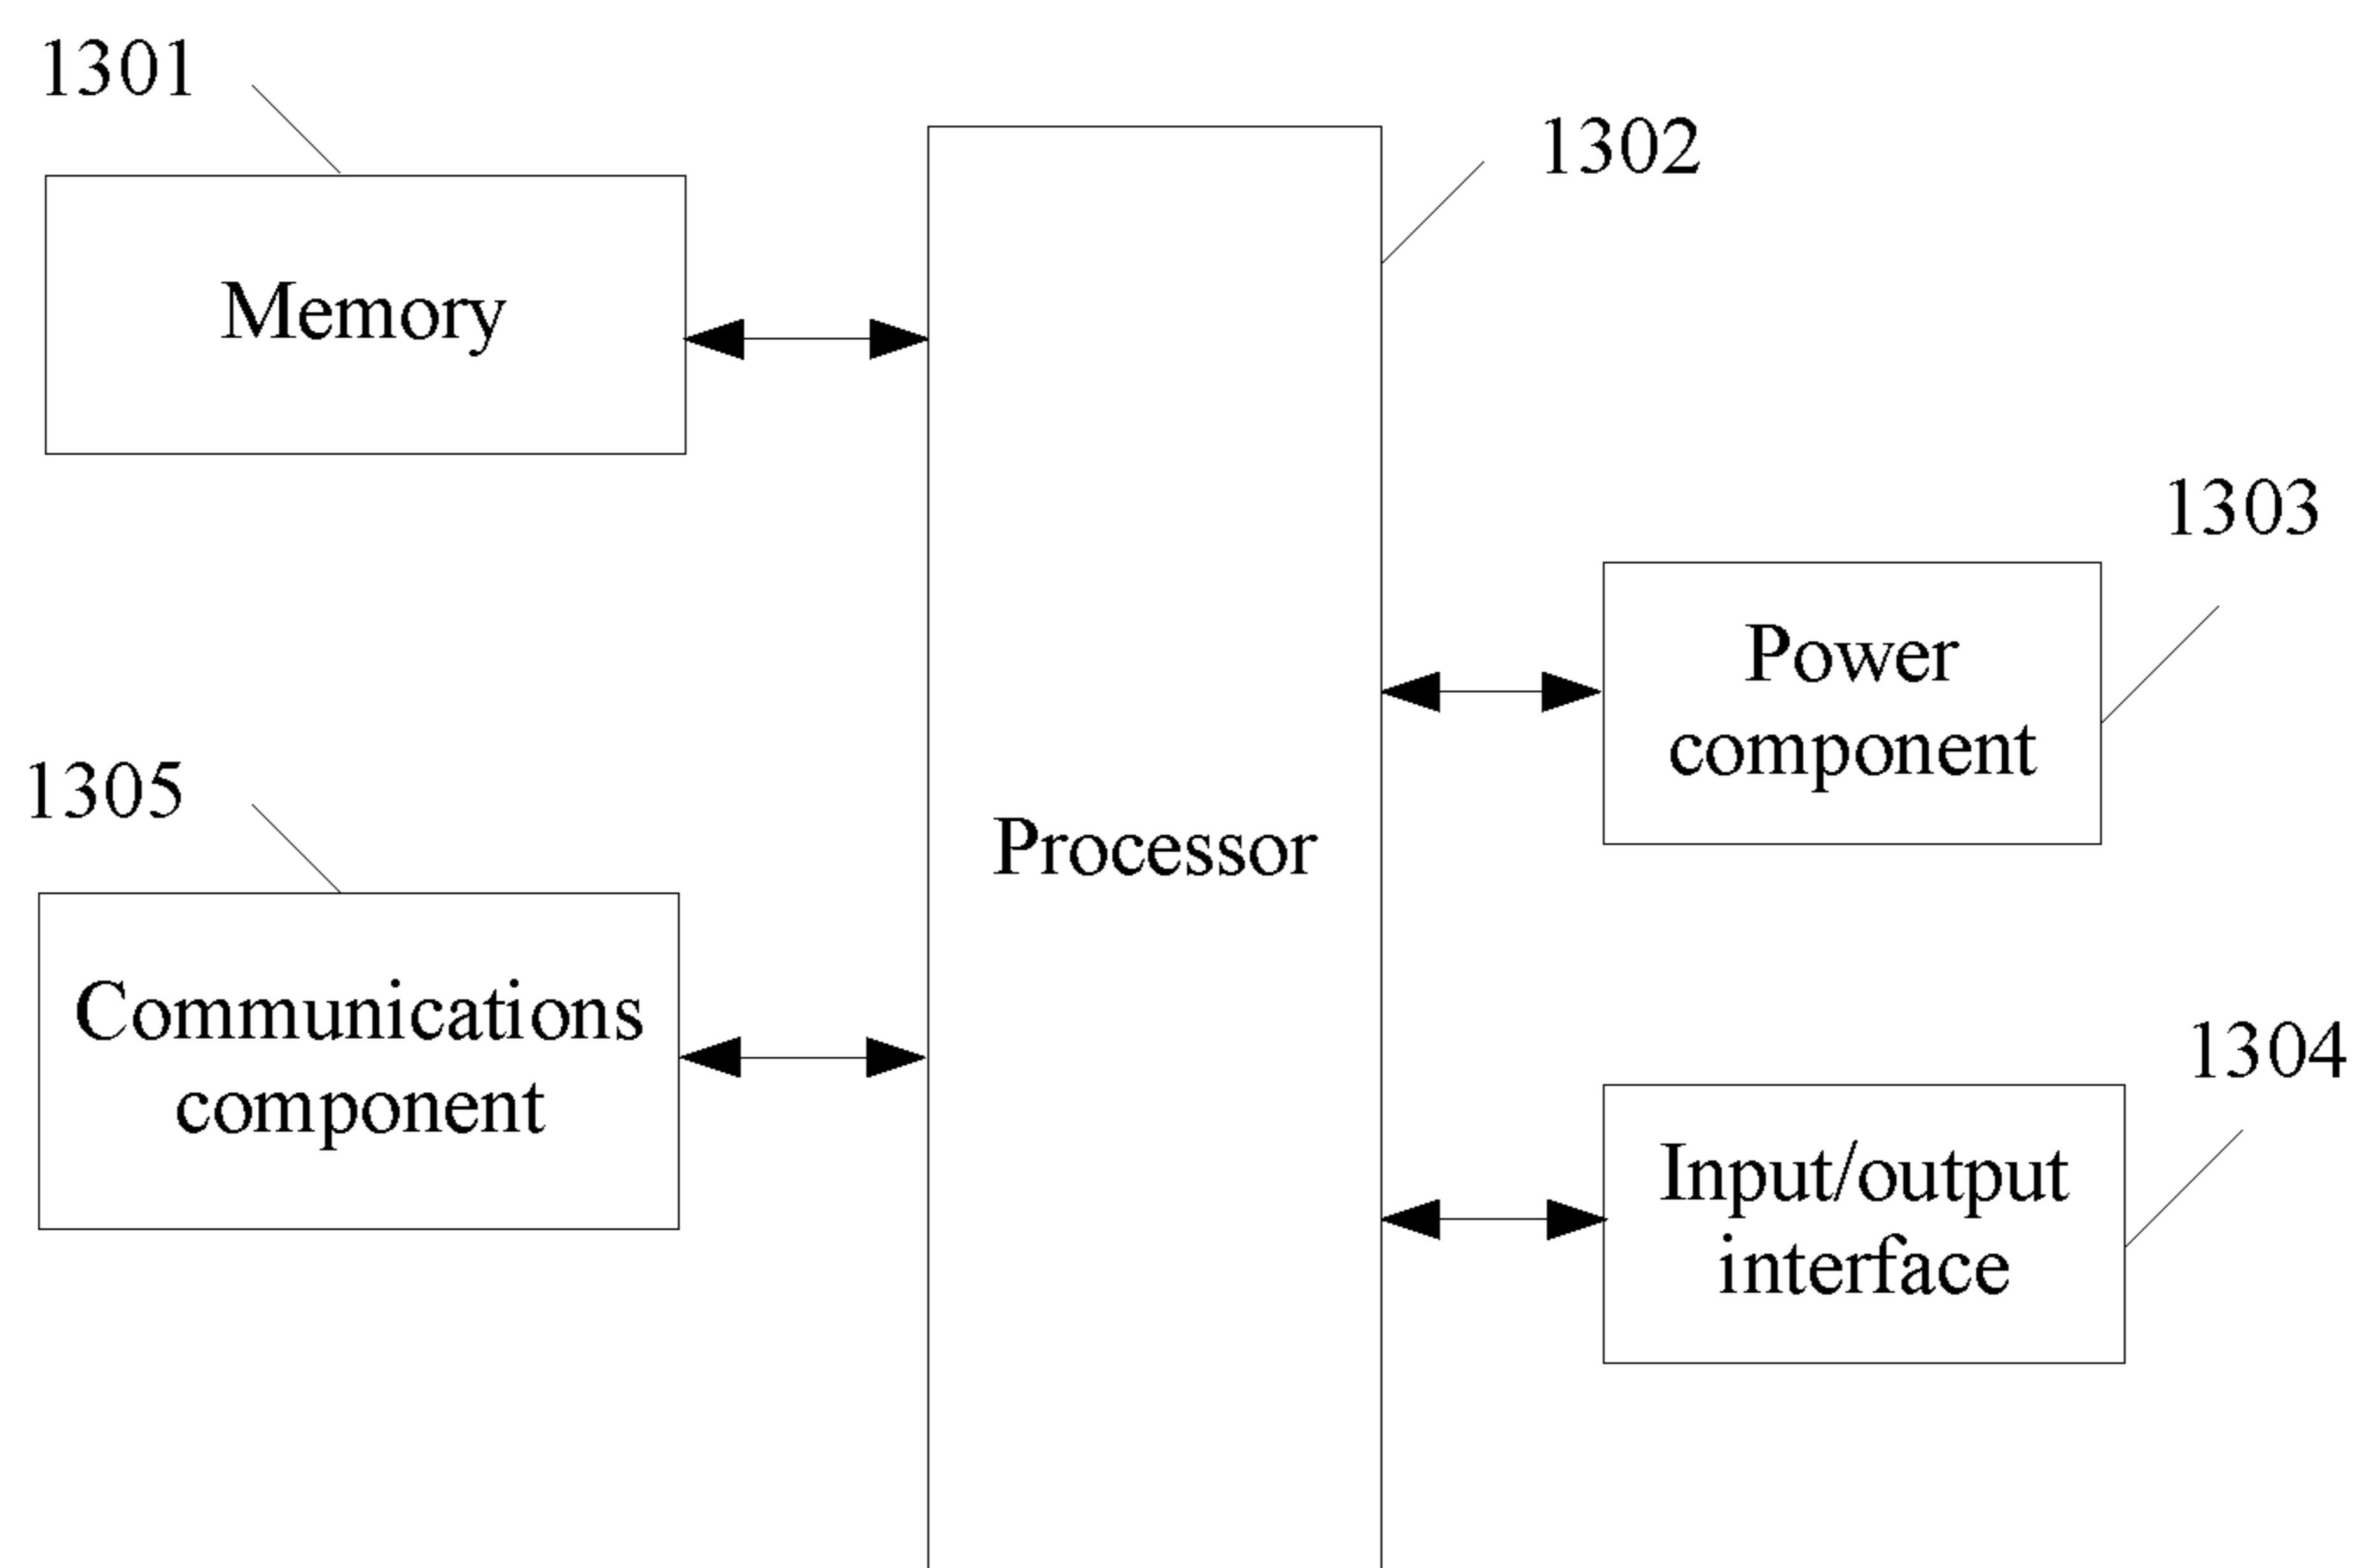 1301
1302
Memory
1303
Power
component
1305
Processor
Communications
component
1304
Input/output
interface